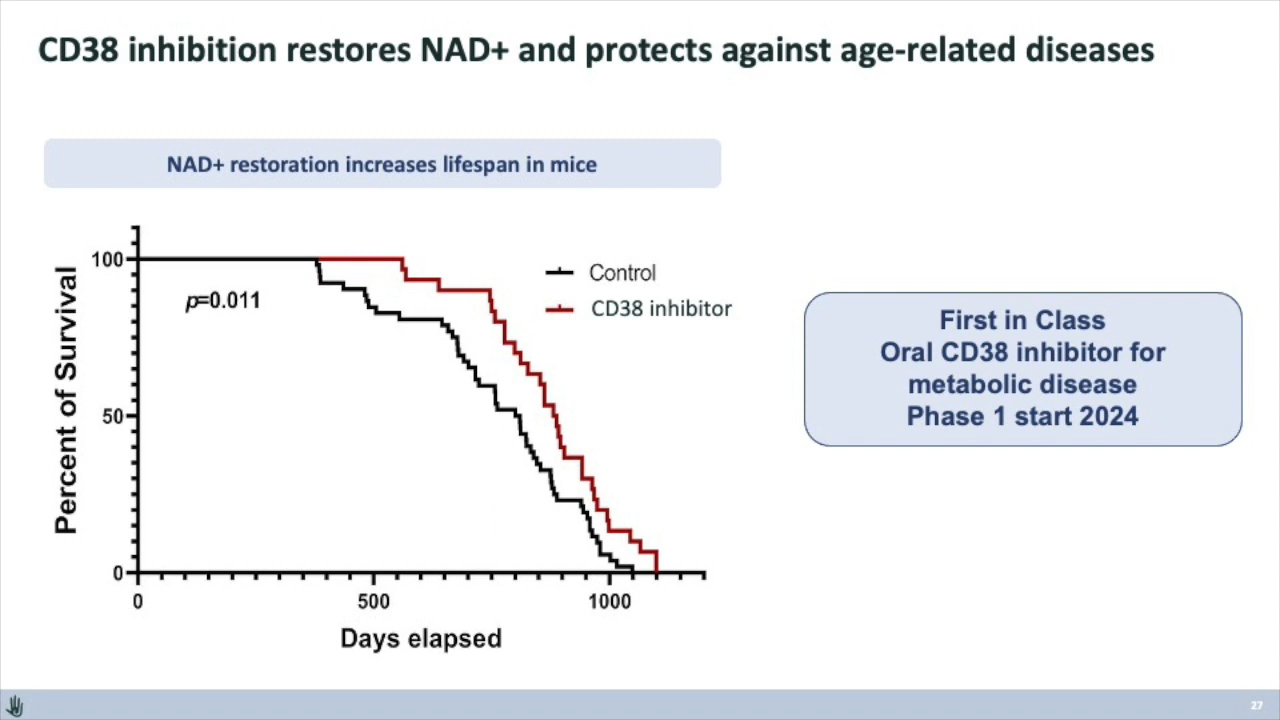 CD38 inhibition restores NAD+ and protects against age-related diseases
NAD+ restoration increases lifespan in mice
Percent of Survival
100
50
0
p=0.011
Control
CD38 inhibitor
0
500
1000
Days elapsed
First in Class
Oral CD38 inhibitor for
metabolic disease
Phase 1 start 2024
27